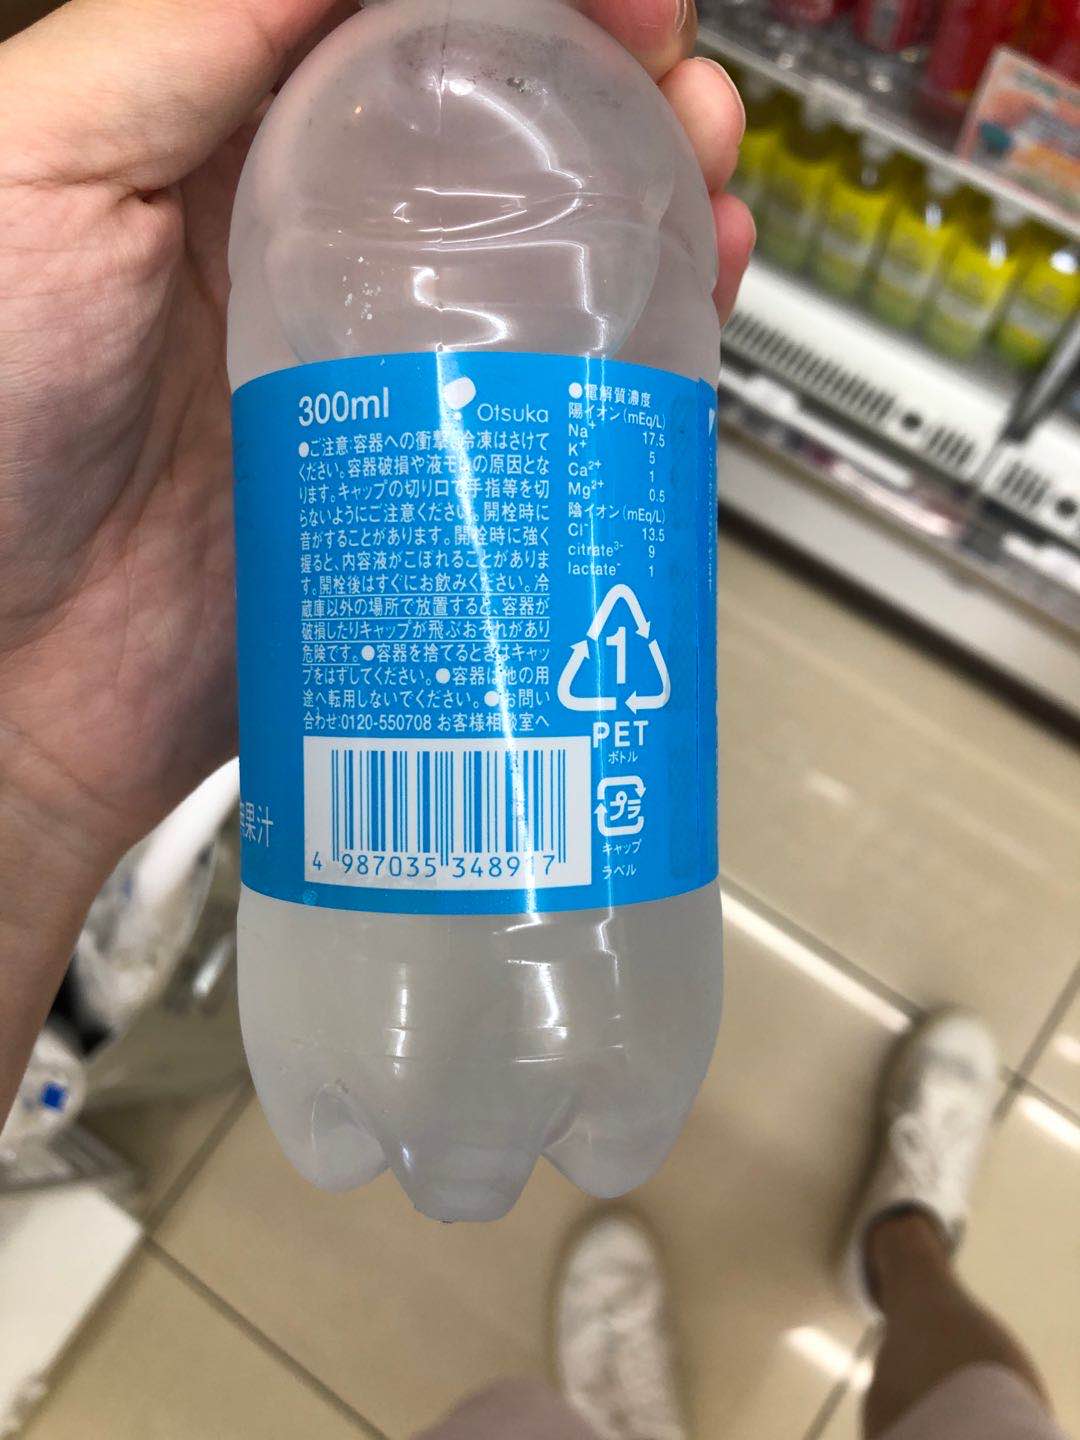 300ml
Otsuka
●ご注意:容器への衝撃、冷凍はさけて
ください。容器破損や液モレの原因とな
ります。キャップの切り口で手指等を切
らないようにご注意ください。開栓時に
音がすることがあります。開栓時に強く
握ると、内容液がこぼれることがありま
す。開栓後はすぐにお飲みください。冷
蔵庫以外の場所で放置すると、容器が
破損したりキャップが飛ぶおそれがあり
危険です。●容器を捨てるときはキャッ
プをはずしてください。●容器は他の用
途へ転用しないでください。●お問い
合わせ:0120-550708 お客様相談室へ
●電解質濃度
陽イオン(mEq/L)
Na⁺ 17.5
K⁺ 5
Ca²⁺ 1
Mg²⁺ 0.5
陰イオン(mEq/L)
Cl⁻ 13.5
citrate³⁻ 9
lactate⁻ 1
1
PET
ボトル
プラ
キャップ
ラベル
果汁
4 987035 348917